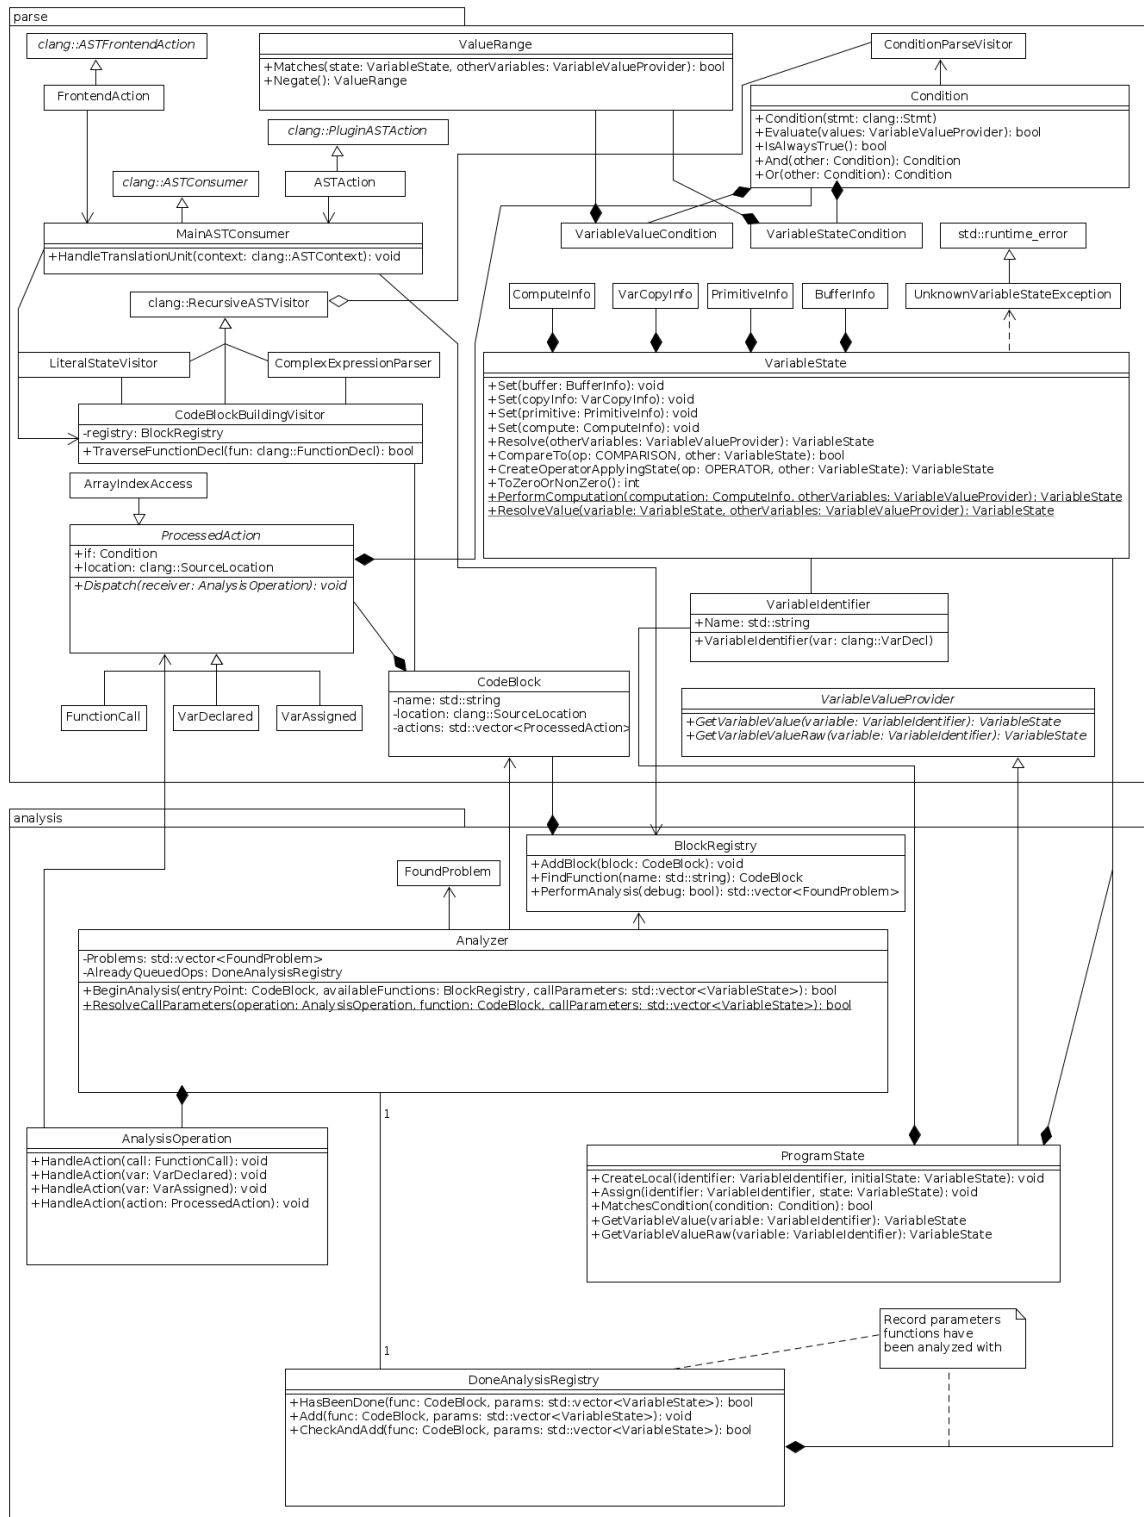 parse
clang::ASTFrontendAction
ValueRange
+Matches(state: VariableState, otherVariables: VariableValueProvider): bool
+Negate(): ValueRange
ConditionParseVisitor
FrontendAction
Condition
+Condition(stmt: clang::Stmt)
+Evaluate(values: VariableValueProvider): bool
+IsAlwaysTrue(): bool
+And(other: Condition): Condition
+Or(other: Condition): Condition
clang::PluginASTAction
clang::ASTConsumer
ASTAction
MainASTConsumer
+HandleTranslationUnit(context: clang::ASTContext): void
VariableValueCondition
VariableStateCondition
std::runtime_error
clang::RecursiveASTVisitor
ComputeInfo
VarCopyInfo
PrimitiveInfo
BufferInfo
UnknownVariableStateException
LiteralStateVisitor
ComplexExpressionParser
VariableState
+Set(buffer: BufferInfo): void
+Set(copyInfo: VarCopyInfo): void
+Set(primitive: PrimitiveInfo): void
+Set(compute: ComputeInfo): void
+Resolve(otherVariables: VariableValueProvider): VariableState
+CompareTo(op: COMPARISON, other: VariableState): bool
+CreateOperatorApplyingState(op: OPERATOR, other: VariableState): VariableState
+ToZeroOrNonZero(): int
+PerformComputation(computation: ComputeInfo, otherVariables: VariableValueProvider): VariableState
+ResolveValue(variable: VariableState, otherVariables: VariableValueProvider): VariableState
CodeBlockBuildingVisitor
-registry: BlockRegistry
+TraverseFunctionDecl(fun: clang::FunctionDecl): bool
ArrayIndexAccess
ProcessedAction
+if: Condition
+location: clang::SourceLocation
+Dispatch(receiver: AnalysisOperation): void
VariableIdentifier
+Name: std::string
+VariableIdentifier(var: clang::VarDecl)
CodeBlock
-name: std::string
-location: clang::SourceLocation
-actions: std::vector<ProcessedAction>
VariableValueProvider
+GetVariableValue(variable: VariableIdentifier): VariableState
+GetVariableValueRaw(variable: VariableIdentifier): VariableState
FunctionCall
VarDeclared
VarAssigned
analysis
BlockRegistry
+AddBlock(block: CodeBlock): void
+FindFunction(name: std::string): CodeBlock
+PerformAnalysis(debug: bool): std::vector<FoundProblem>
FoundProblem
Analyzer
-Problems: std::vector<FoundProblem>
-AlreadyQueuedOps: DoneAnalysisRegistry
+BeginAnalysis(entryPoint: CodeBlock, availableFunctions: BlockRegistry, callParameters: std::vector<VariableState>): bool
+ResolveCallParameters(operation: AnalysisOperation, function: CodeBlock, callParameters: std::vector<VariableState>): bool
1
AnalysisOperation
+HandleAction(call: FunctionCall): void
+HandleAction(var: VarDeclared): void
+HandleAction(var: VarAssigned): void
+HandleAction(action: ProcessedAction): void
ProgramState
+CreateLocal(identifier: VariableIdentifier, initialState: VariableState): void
+Assign(identifier: VariableIdentifier, state: VariableState): void
+MatchesCondition(condition: Condition): bool
+GetVariableValue(variable: VariableIdentifier): VariableState
+GetVariableValueRaw(variable: VariableIdentifier): VariableState
Record parameters
functions have
been analyzed with
1
DoneAnalysisRegistry
+HasBeenDone(func: CodeBlock, params: std::vector<VariableState>): bool
+Add(func: CodeBlock, params: std::vector<VariableState>): void
+CheckAndAdd(func: CodeBlock, params: std::vector<VariableState>): bool